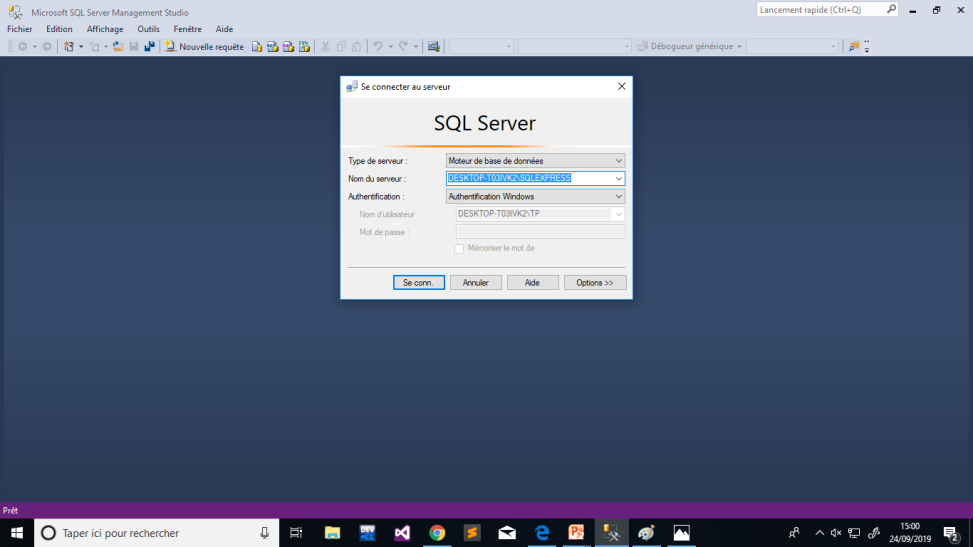 Microsoft SQL Server Management Studio
Lancement rapide (Ctrl+Q)
Fichier Edition Affichage Outils Fenêtre Aide
Nouvelle requête
Débogueur générique
Se connecter au serveur
SQL Server
Type de serveur : Moteur de base de données
Nom du serveur : DESKTOP-T03IVK2\SQLEXPRESS
Authentification : Authentification Windows
Nom d'utilisateur : DESKTOP-T03IVK2\TP
Mot de passe :
Mémoriser le mot de
Se conn. Annuler Aide Options >>
Prêt
Taper ici pour rechercher
15:00
24/09/2019
2